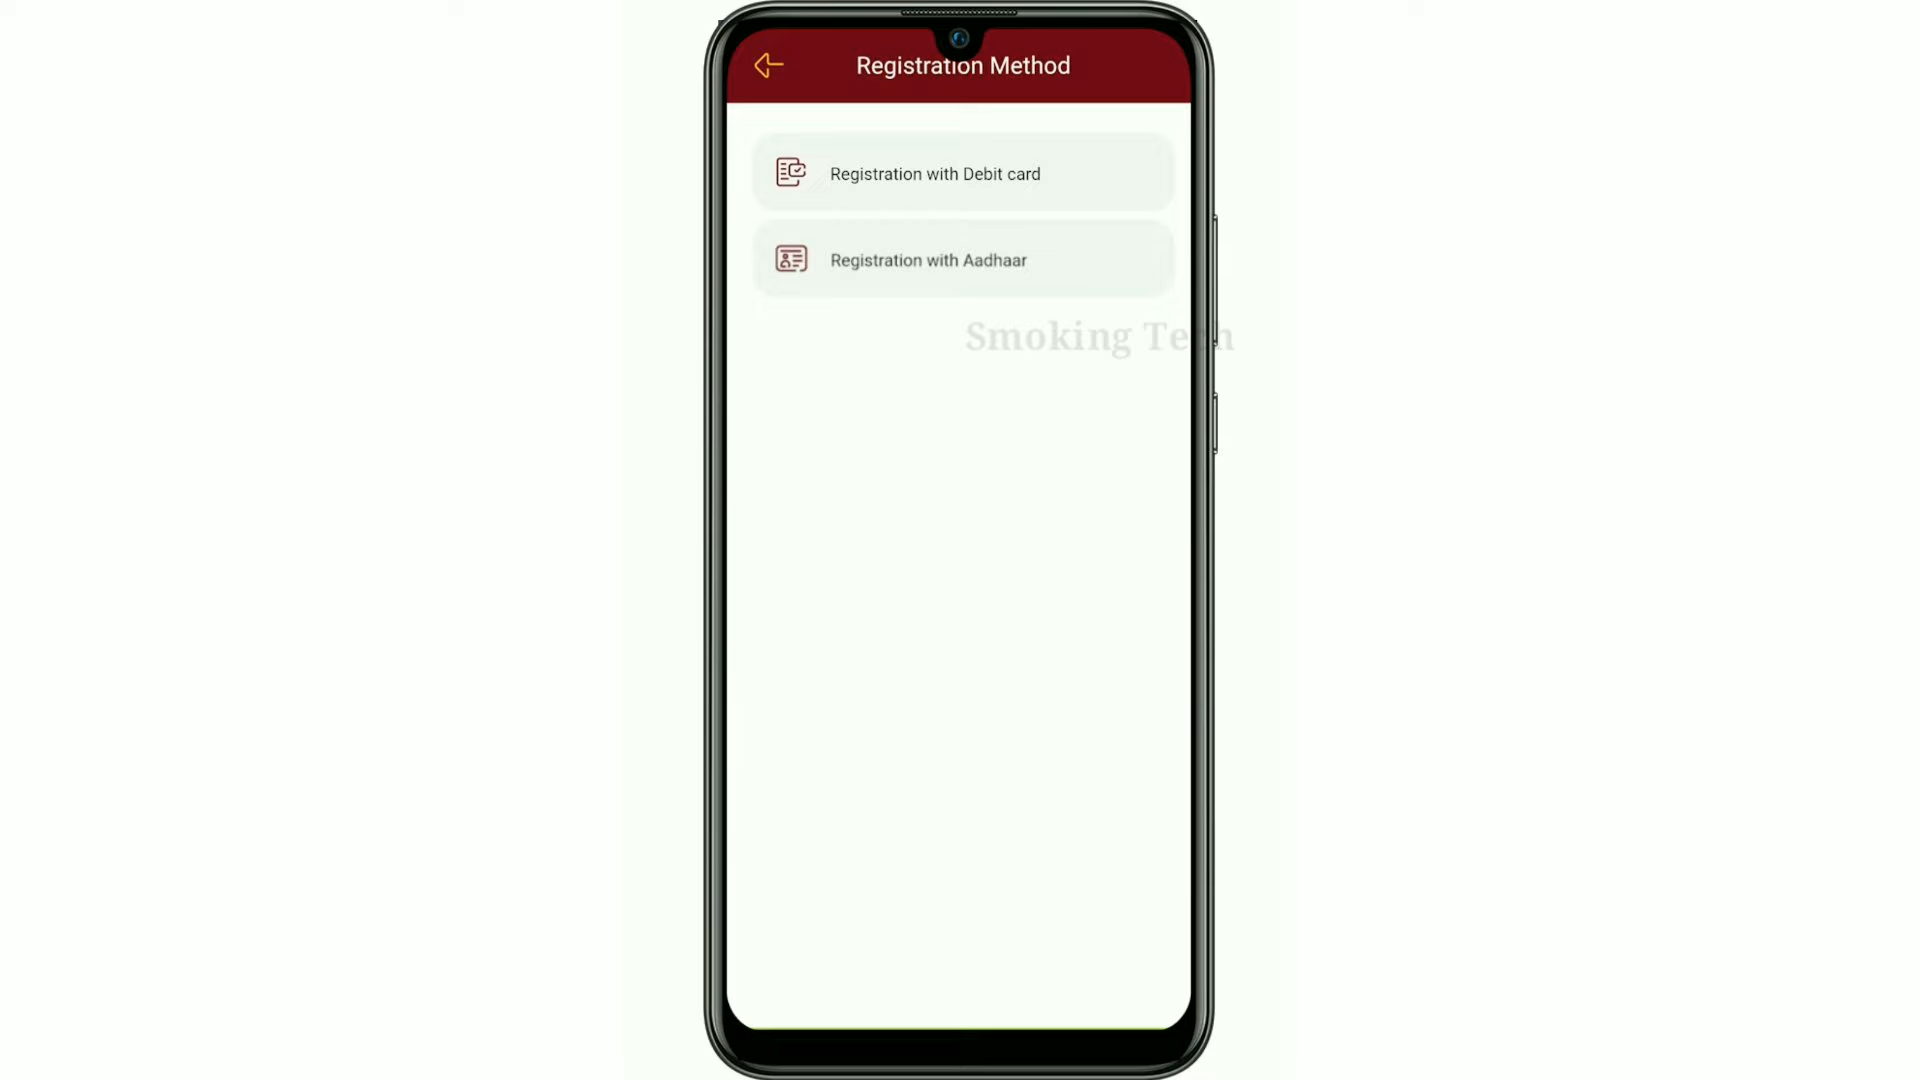 Registration Method
Registration with Debit card
Registration with Aadhaar
Smoking Tech